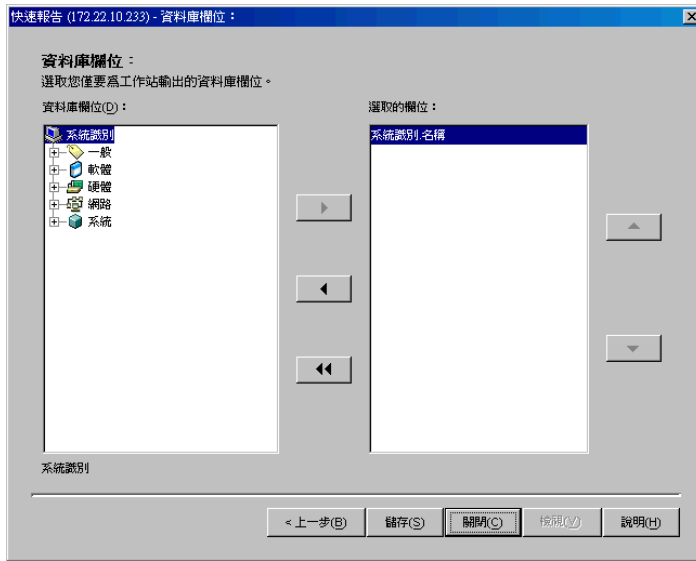 快速報告 (172.22.10.233) - 資料庫欄位：
資料庫欄位：
選取您僅要爲工作站輸出的資料庫欄位。
資料庫欄位(D)：
選取的欄位：
系統識別
一般
軟體
硬體
網路
系統
系統識別.名稱
系統識別
< 上一步(B)
儲存(S)
關閉(C)
檢視(V)
說明(H)